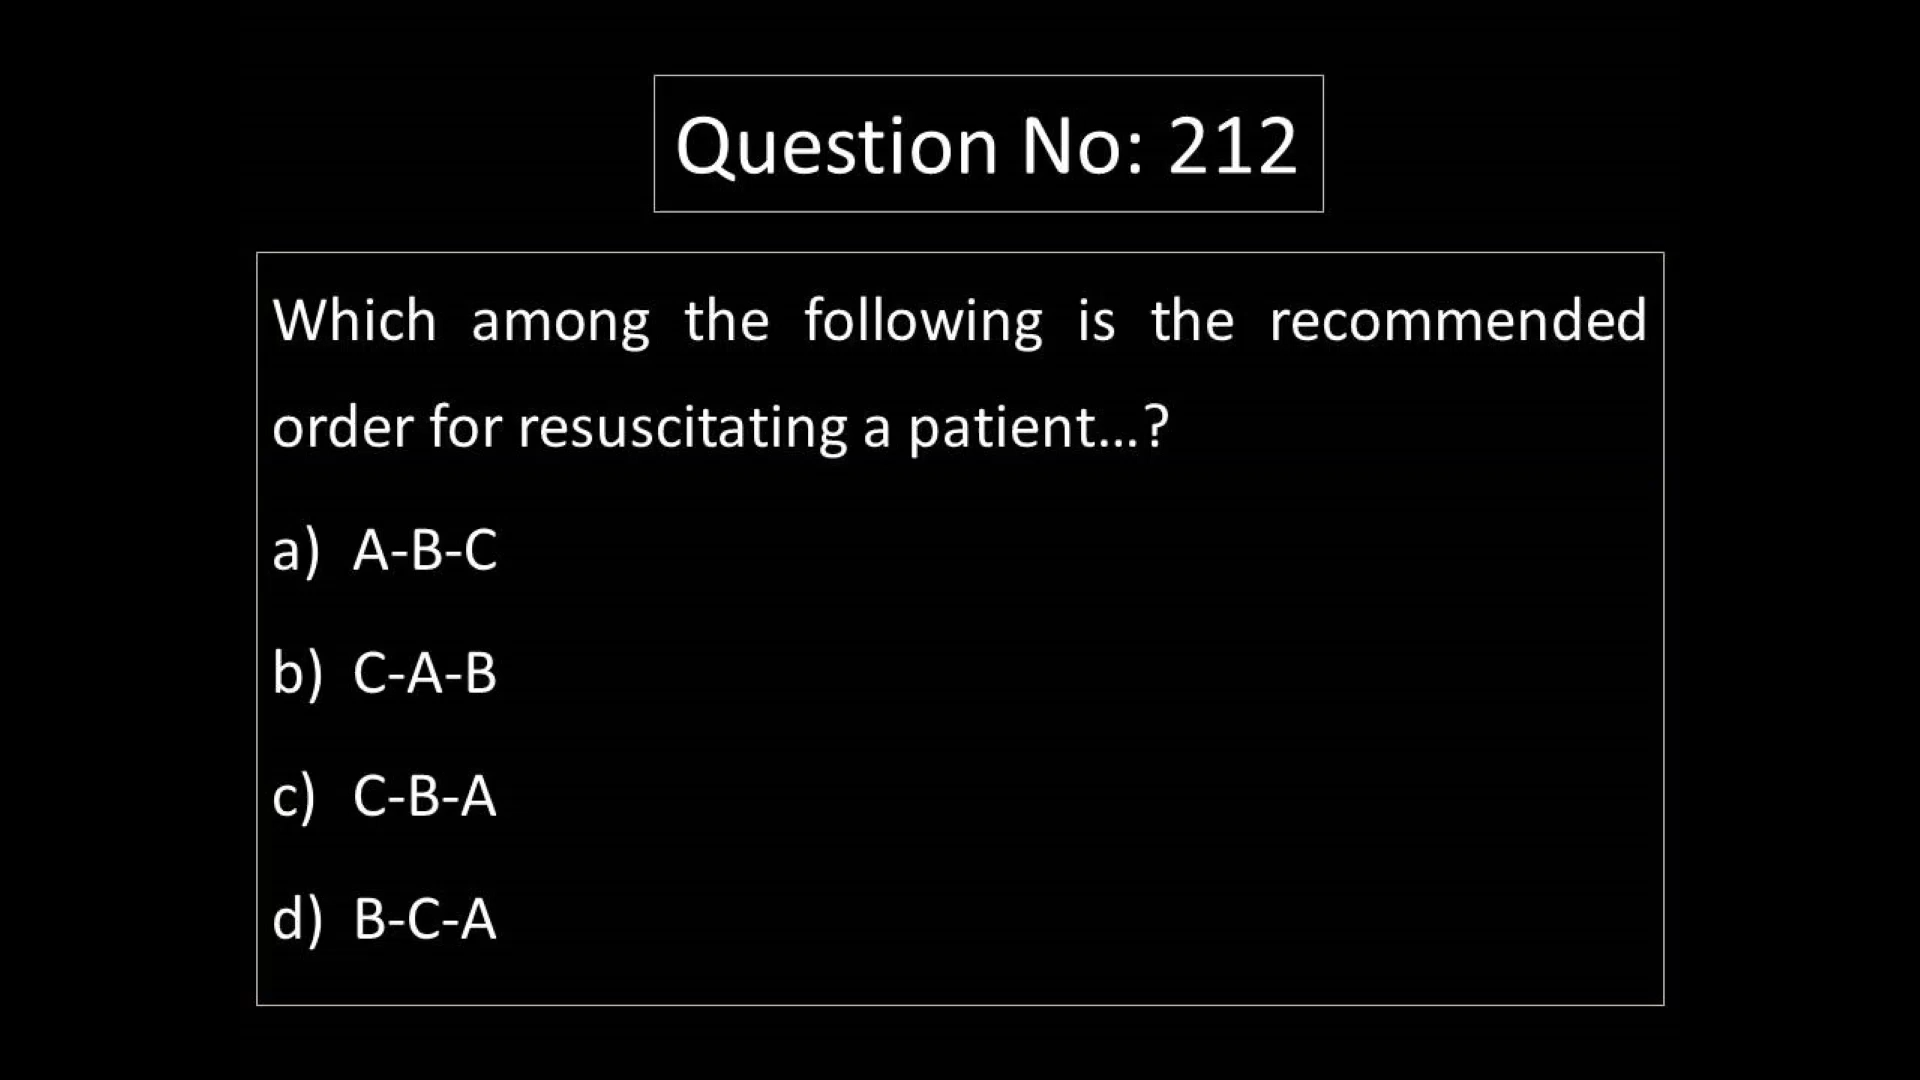 Question No: 212
Which among the following is the recommended
order for resuscitating a patient...?
a) A-B-C
b) C-A-B
c) C-B-A
d) B-C-A